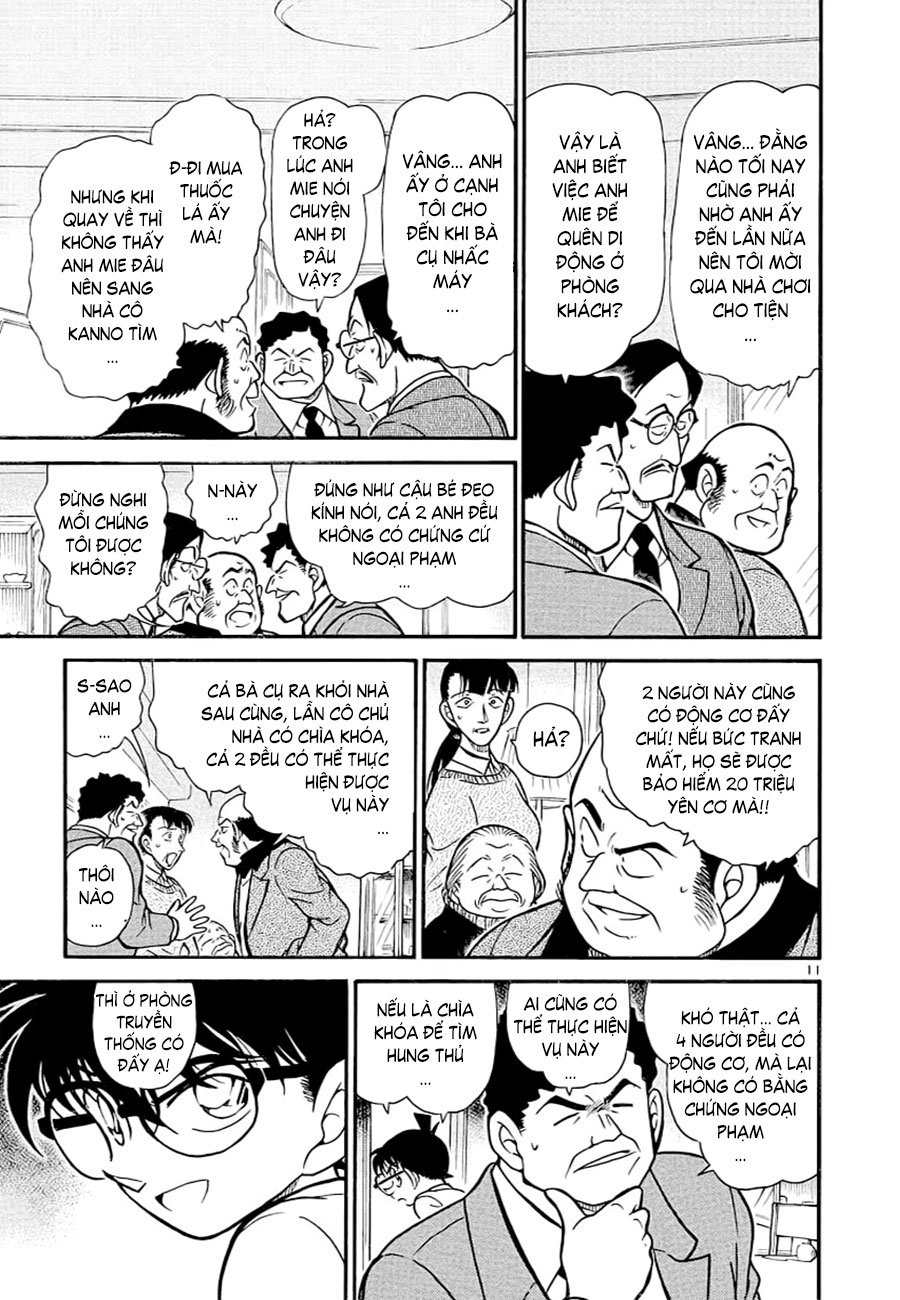 VÂNG... ĐẰNG
NÀO TỐI NAY
CŨNG PHẢI
NHỜ ANH ẤY
ĐẾN LẦN NỮA
NÊN TÔI MỜI
QUA NHÀ CHƠI
CHO TIỆN
...
VẬY LÀ
ANH BIẾT
VIỆC ANH
MIE ĐỂ
QUÊN DI
ĐỘNG Ở
PHÒNG
KHÁCH?
VÂNG... ANH
ẤY Ở CẠNH
TÔI CHO
ĐẾN KHI BÀ
CỤ NHẤC
MÁY
...
HẢ?
TRONG
LÚC ANH
MIE NÓI
CHUYỆN
ANH ĐI
ĐÂU
VẬY?
Đ-ĐI MUA
THUỐC
LÁ ẤY
MÀ!
NHƯNG KHI
QUAY VỀ THÌ
KHÔNG THẤY
ANH MIE ĐÂU
NÊN SANG
NHÀ CÔ
KANNO TÌM
...
ĐÚNG NHƯ CẬU BÉ ĐEO
KÍNH NÓI, CẢ 2 ANH ĐỀU
KHÔNG CÓ CHỨNG CỨ
NGOẠI PHẠM
...
N-NÀY
...
ĐỪNG NGHI
MỖI CHÚNG
TÔI ĐƯỢC
KHÔNG?
2 NGƯỜI NÀY CŨNG
CÓ ĐỘNG CƠ ĐẤY
CHỨ! NẾU BỨC TRANH
MẤT, HỌ SẼ ĐƯỢC
BẢO HIỂM 20 TRIỆU
YÊN CƠ MÀ!!
HẢ?
CẢ BÀ CỤ RA KHỎI NHÀ
SAU CÙNG, LẪN CÔ CHỦ
NHÀ CÓ CHÌA KHÓA,
CẢ 2 ĐỀU CÓ THỂ THỰC
HIỆN ĐƯỢC
VỤ NÀY
...
S-SAO
ANH
...
THÔI
NÀO
...
11
KHÓ THẬT... CẢ
4 NGƯỜI ĐỀU CÓ
ĐỘNG CƠ, MÀ LẠI
KHÔNG CÓ BẰNG
CHỨNG NGOẠI
PHẠM
...
AI CŨNG CÓ
THỂ THỰC HIỆN
VỤ NÀY
...
NẾU LÀ CHÌA
KHÓA ĐỂ TÌM
HUNG THỦ
...
THÌ Ở PHÒNG
TRUYỀN
THỐNG CÓ
ĐẤY Ạ!